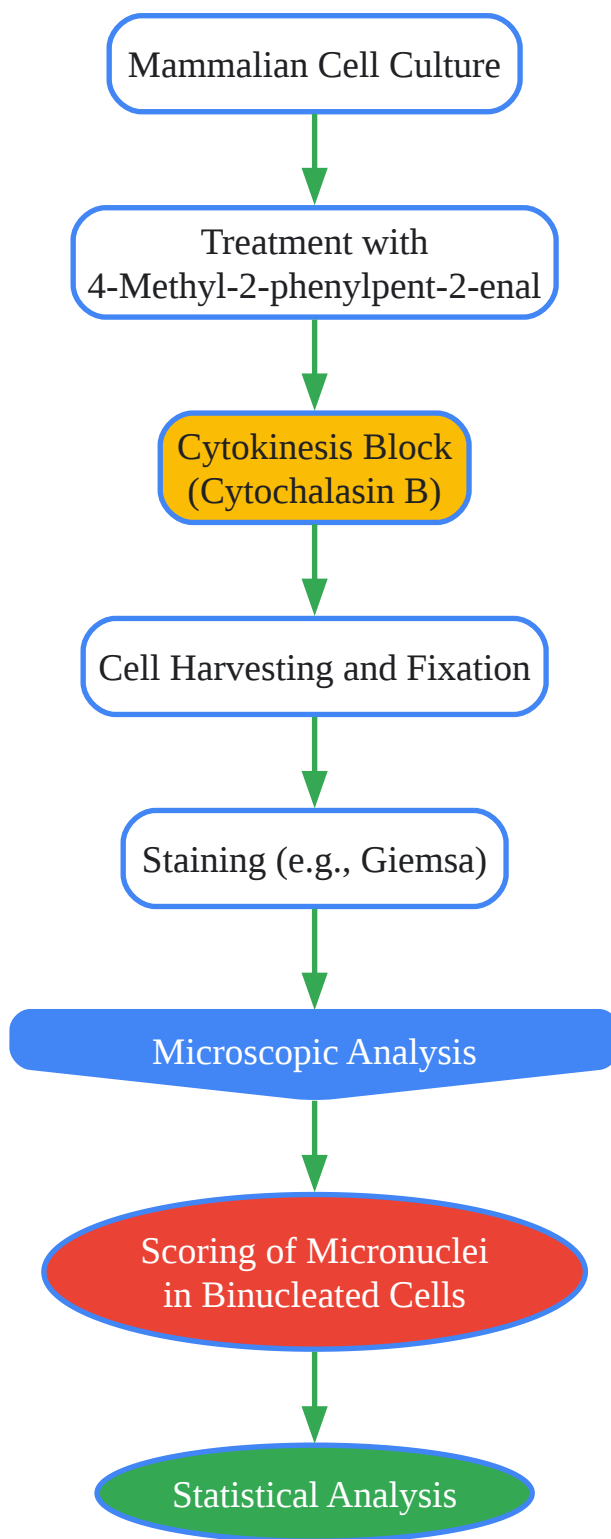 Mammalian Cell Culture
Treatment with
4-Methyl-2-phenylpent-2-enal
Cytokinesis Block
(Cytochalasin B)
Cell Harvesting and Fixation
Staining (e.g., Giemsa)
Microscopic Analysis
Scoring of Micronuclei
in Binucleated Cells
Statistical Analysis